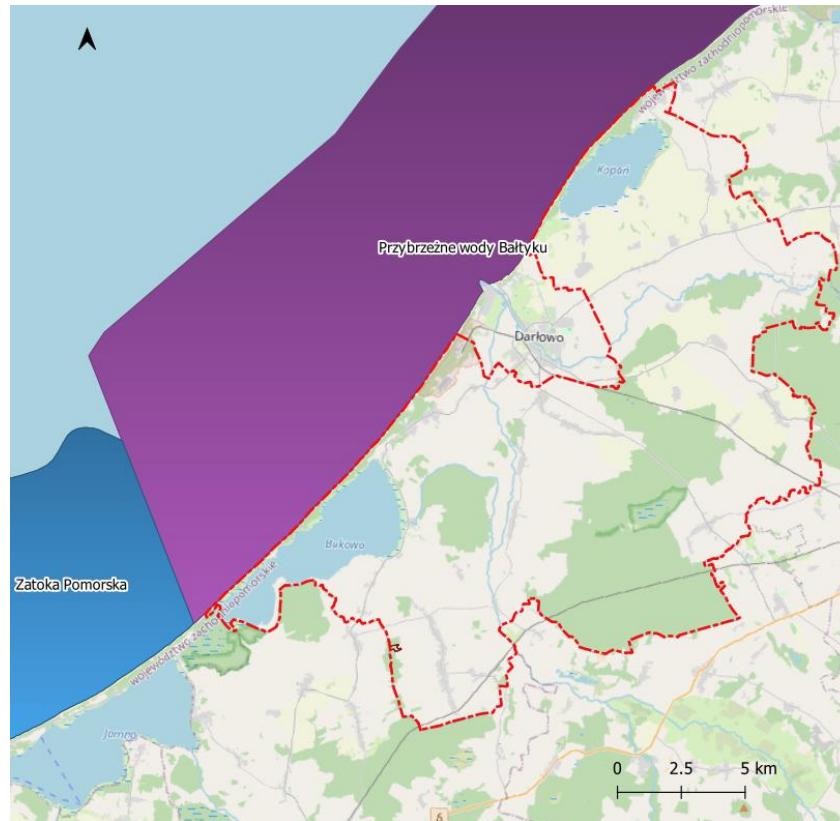 województwo zachodniopomorskie
Kopań
Przybrzeżne wody Bałtyku
Darłowo
Bukowo
Zatoka Pomorska
województwo zachodniopomorskie
Jamno
0 2.5 5 km
6